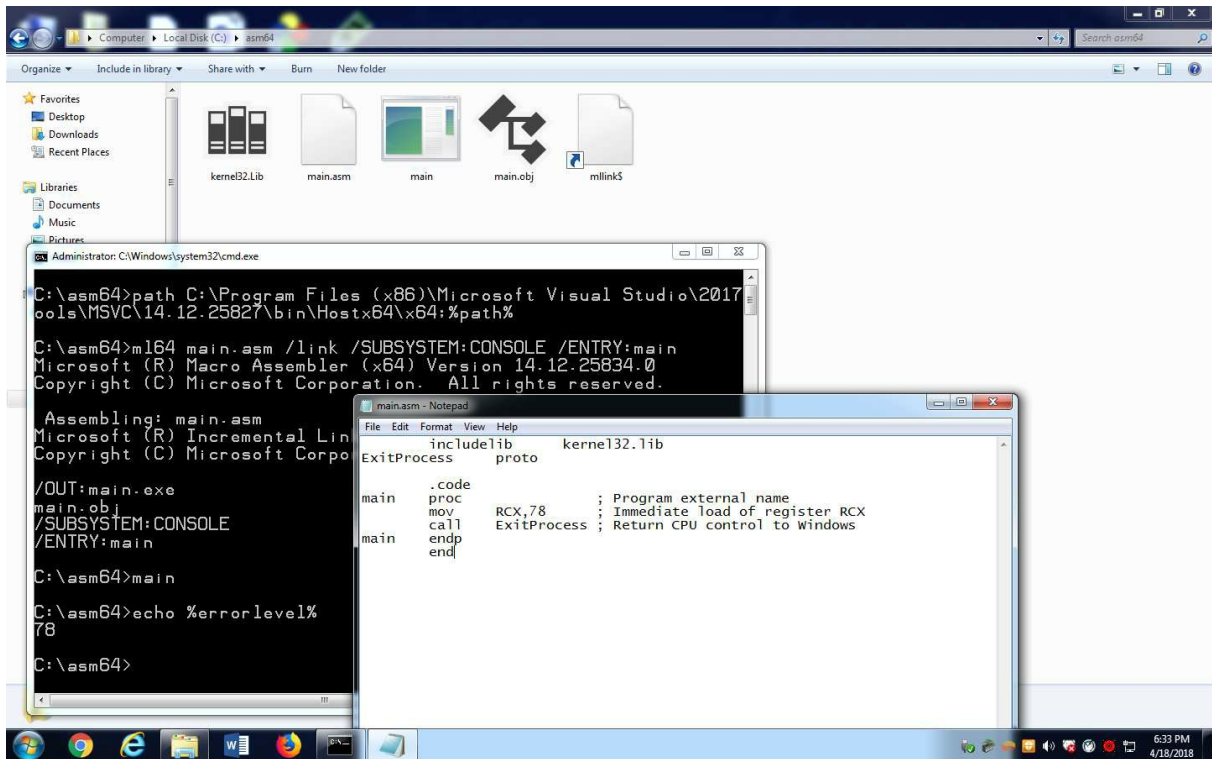 Computer ▸ Local Disk (C:) ▸ asm64
Search asm64
Organize ▾ Include in library ▾ Share with ▾ Burn New folder
Favorites
Desktop
Downloads
Recent Places
Libraries
Documents
Music
Pictures
kernel32.Lib main.asm main main.obj mllink$
Administrator: C:\Windows\system32\cmd.exe
C:\asm64>path C:\Program Files (x86)\Microsoft Visual Studio\2017
ools\MSVC\14.12.25827\bin\Hostx64\x64;%path%
C:\asm64>ml64 main.asm /link /SUBSYSTEM:CONSOLE /ENTRY:main
Microsoft (R) Macro Assembler (x64) Version 14.12.25834.0
Copyright (C) Microsoft Corporation. All rights reserved.
Assembling: main.asm
Microsoft (R) Incremental Lin
Copyright (C) Microsoft Corpo
/OUT:main.exe
main.obj
/SUBSYSTEM:CONSOLE
/ENTRY:main
C:\asm64>main
C:\asm64>echo %errorlevel%
78
C:\asm64>
main.asm - Notepad
File Edit Format View Help
includelib kernel32.lib
ExitProcess proto
.code
main proc ; Program external name
mov RCX,78 ; Immediate load of register RCX
call ExitProcess ; Return CPU control to Windows
main endp
end
6:33 PM
4/18/2018